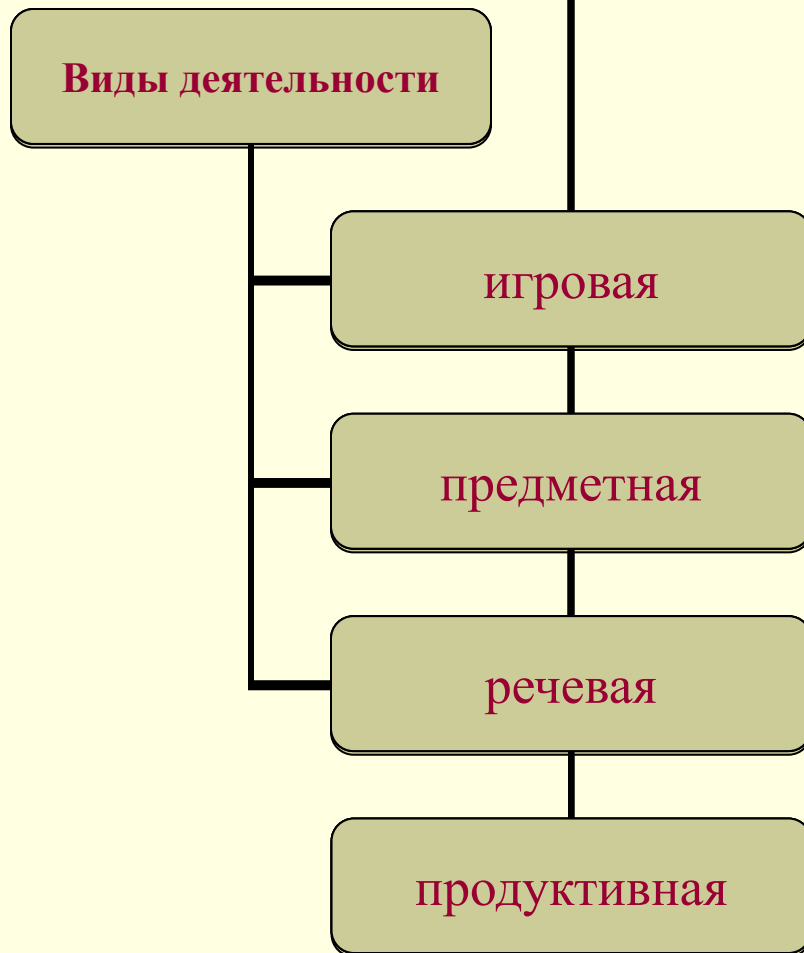 Виды деятельности
игровая
предметная
речевая
продуктивная